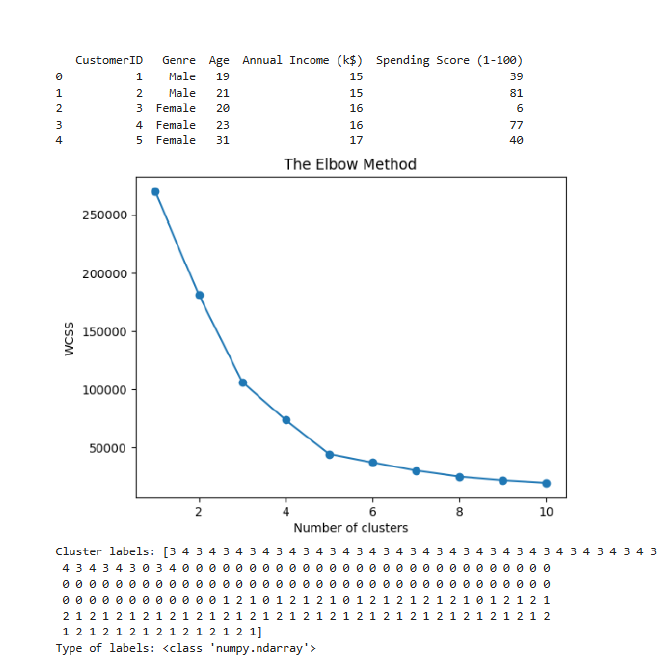 CustomerID Genre Age Annual Income (k$) Spending Score (1-100)
0 1 Male 19 15 39
1 2 Male 21 15 81
2 3 Female 20 16 6
3 4 Female 23 16 77
4 5 Female 31 17 40
The Elbow Method
250000
200000
150000
100000
50000
WCSS
2 4 6 8 10
Number of clusters
Cluster labels: [3 4 3 4 3 4 3 4 3 4 3 4 3 4 3 4 3 4 3 4 3 4 3 4 3 4 3 4 3 4 3 4 3 4 3 4 3
4 3 4 3 4 3 0 3 4 0 0 0 0 0 0 0 0 0 0 0 0 0 0 0 0 0 0 0 0 0 0 0 0 0 0 0 0
0 0 0 0 0 0 0 0 0 0 0 0 0 0 0 0 0 0 0 0 0 0 0 0 0 0 0 0 0 0 0 0 0 0 0 0 0
0 0 0 0 0 0 0 0 0 0 0 0 1 2 1 0 1 2 1 2 1 0 1 2 1 2 1 2 1 2 1 0 1 2 1 2 1
2 1 2 1 2 1 2 1 2 1 2 1 2 1 2 1 2 1 2 1 2 1 2 1 2 1 2 1 2 1 2 1 2 1 2 1 2
1 2 1 2 1 2 1 2 1 2 1 2 1 2 1]
Type of labels: <class 'numpy.ndarray'>